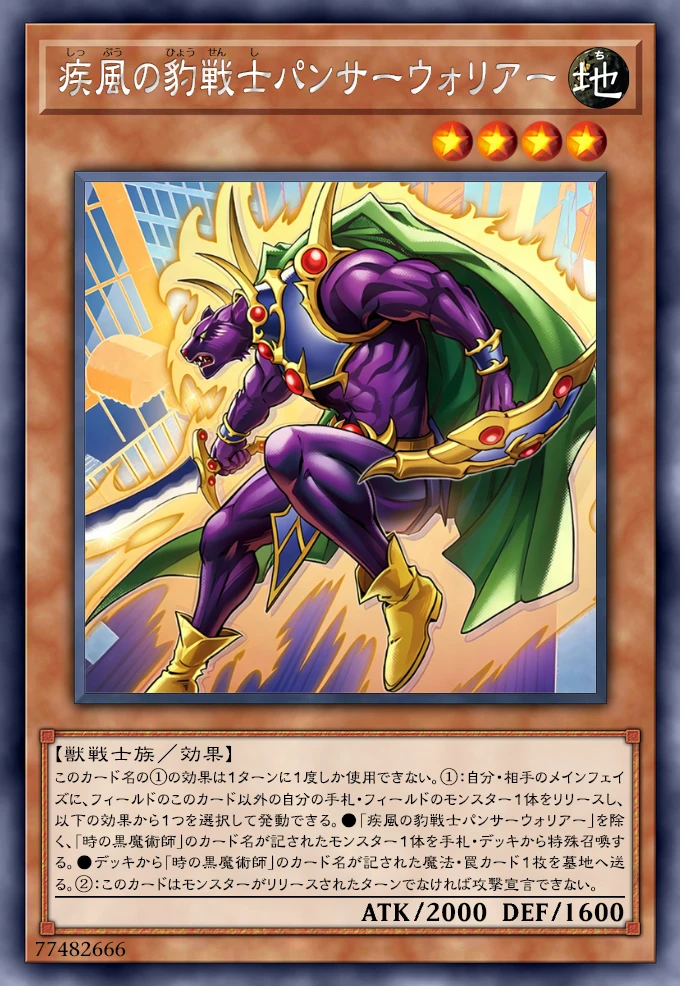 しっ ぷう ひょう せん し
疾風の豹戦士パンサーウォリアー
ち
地
【獣戦士族／効果】
このカード名の①の効果は1ターンに1度しか使用できない。①：自分・相手のメインフェイ
ズに、フィールドのこのカード以外の自分の手札・フィールドのモンスター1体をリリースし、
以下の効果から1つを選択して発動できる。●「疾風の豹戦士パンサーウォリアー」を除
く、「時の黒魔術師」のカード名が記されたモンスター1体を手札・デッキから特殊召喚す
る。●デッキから「時の黒魔術師」のカード名が記された魔法・罠カード1枚を墓地へ送
る。②：このカードはモンスターがリリースされたターンでなければ攻撃宣言できない。
ATK/2000 DEF/1600
77482666